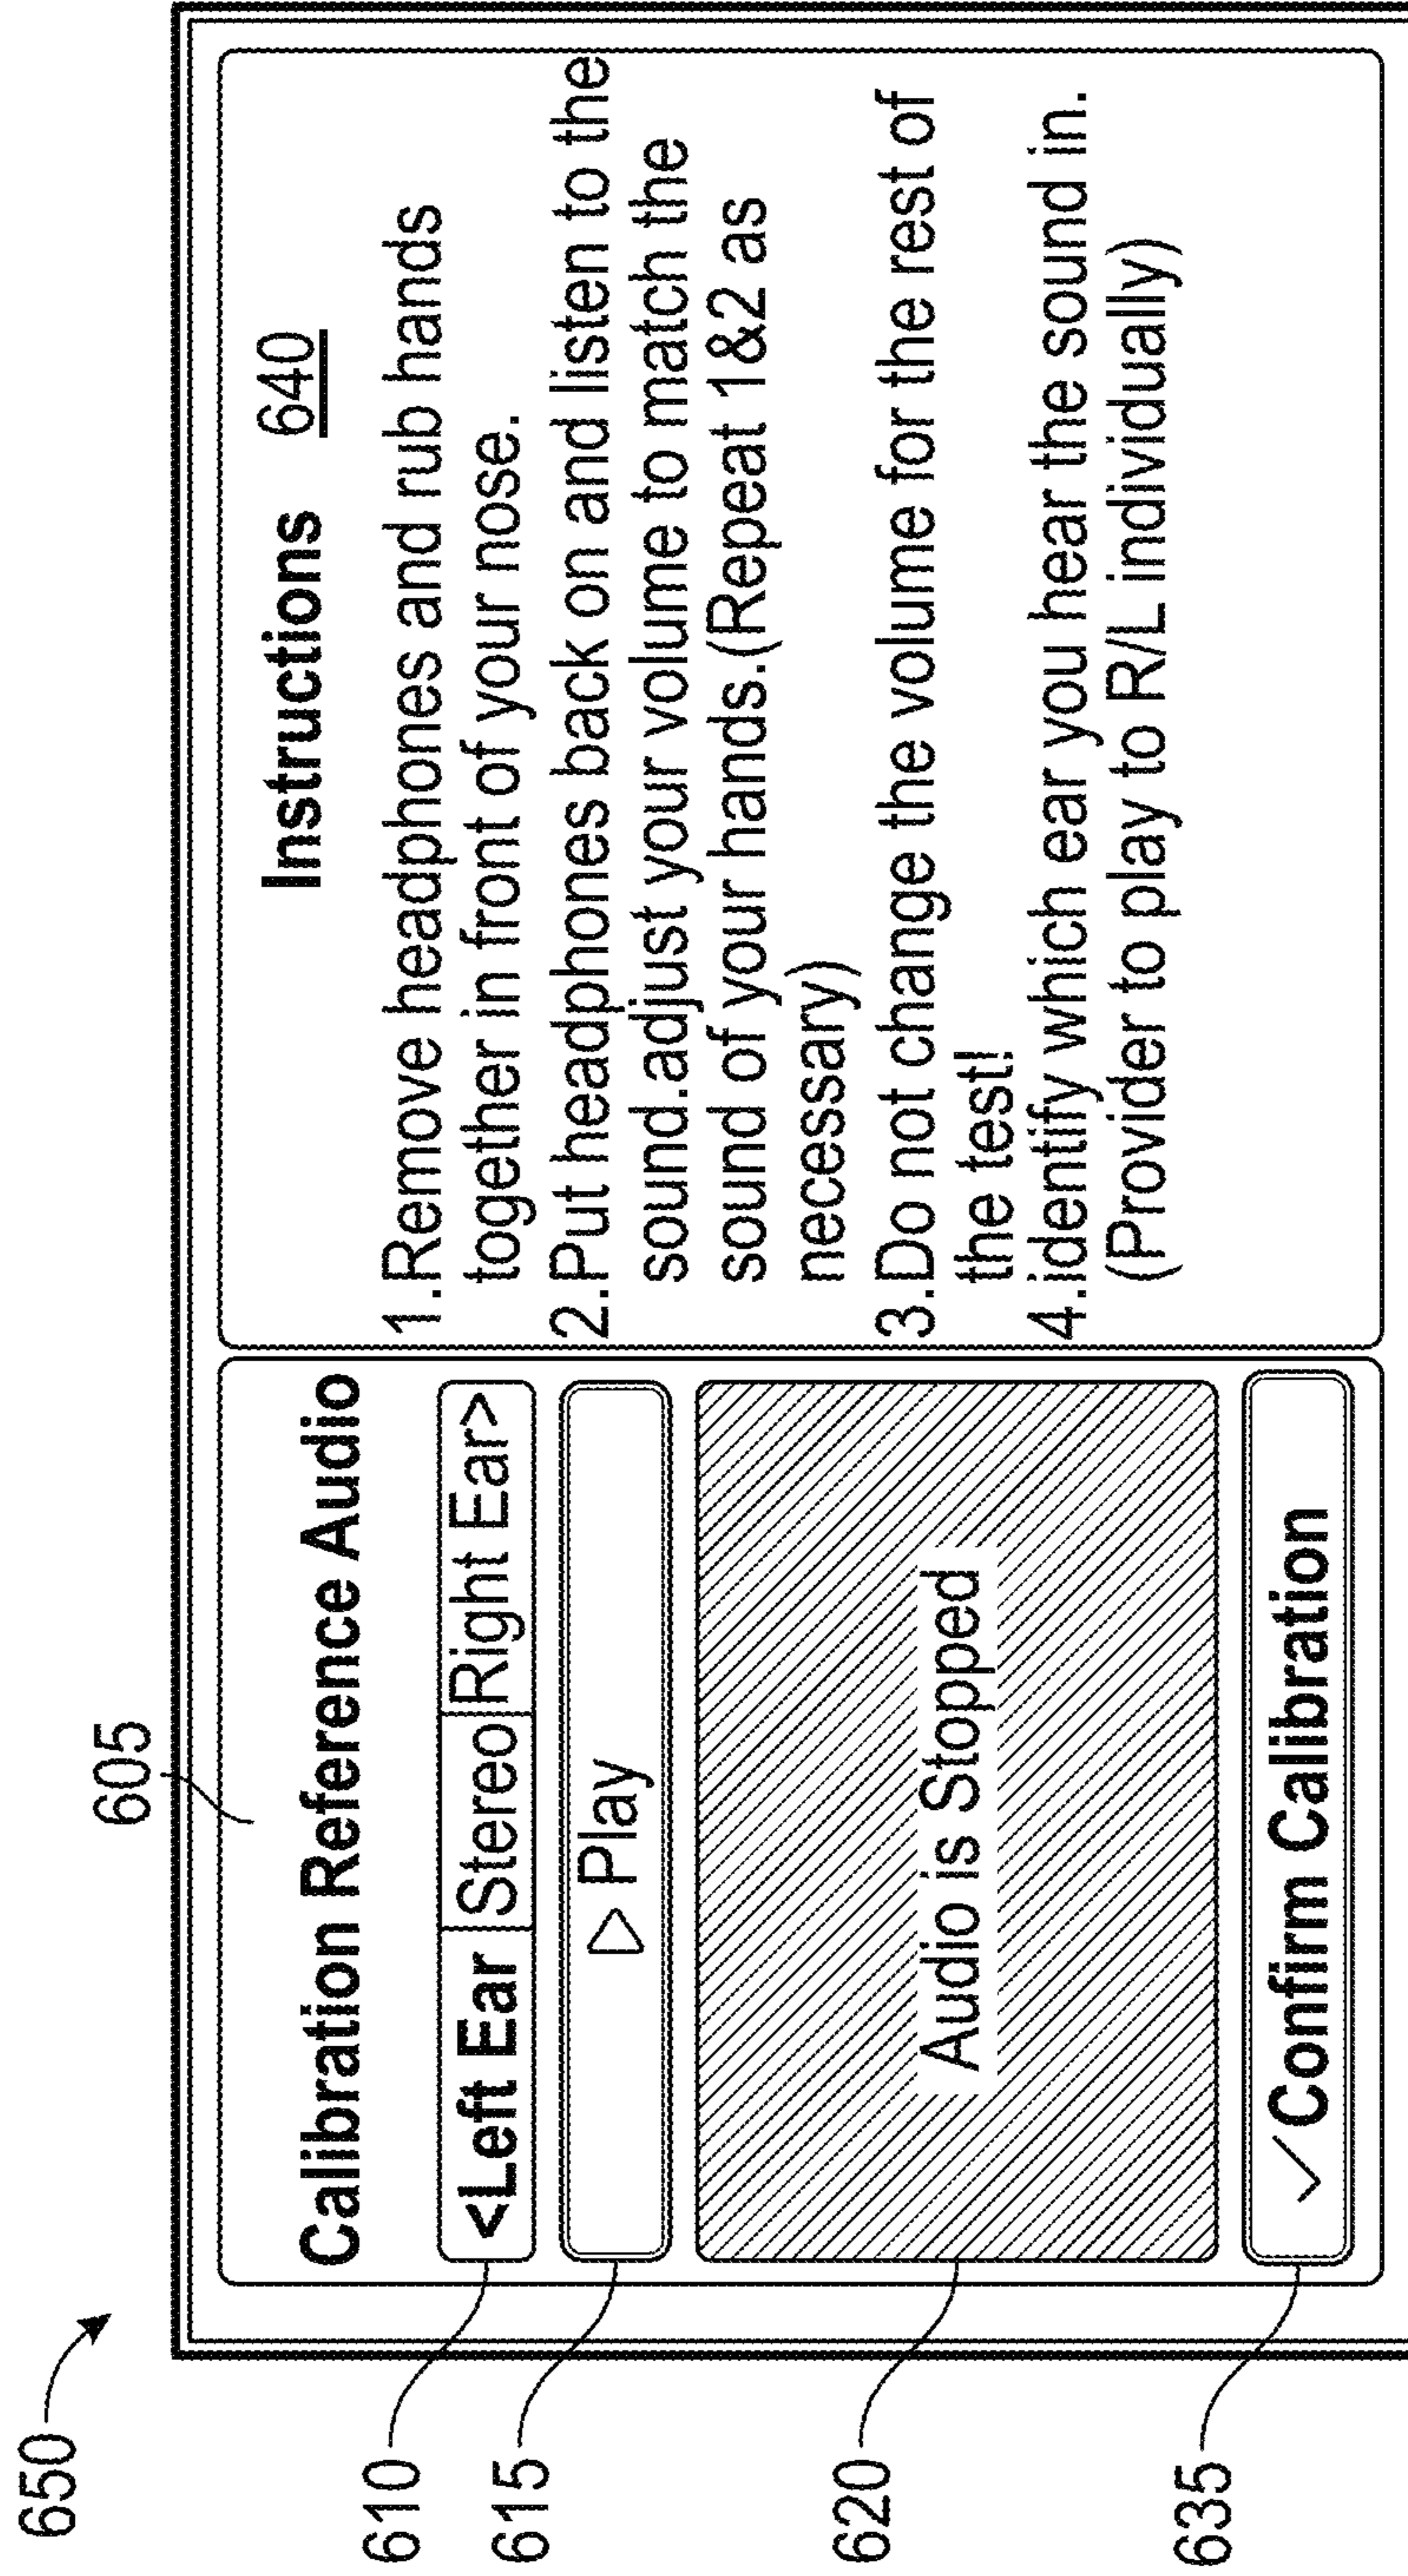 650
605
Calibration Reference Audio
610
<Left Ear Stereo Right Ear>
615
▷ Play
620
Audio is Stopped
635
✓ Confirm Calibration
Instructions 640
1.Remove headphones and rub hands
together in front of your nose.
2.Put headphones back on and listen to the
sound.adjust your volume to match the
sound of your hands.(Repeat 1&2 as
necessary)
3.Do not change the volume for the rest of
the test!
4.identify which ear you hear the sound in.
(Provider to play to R/L individually)